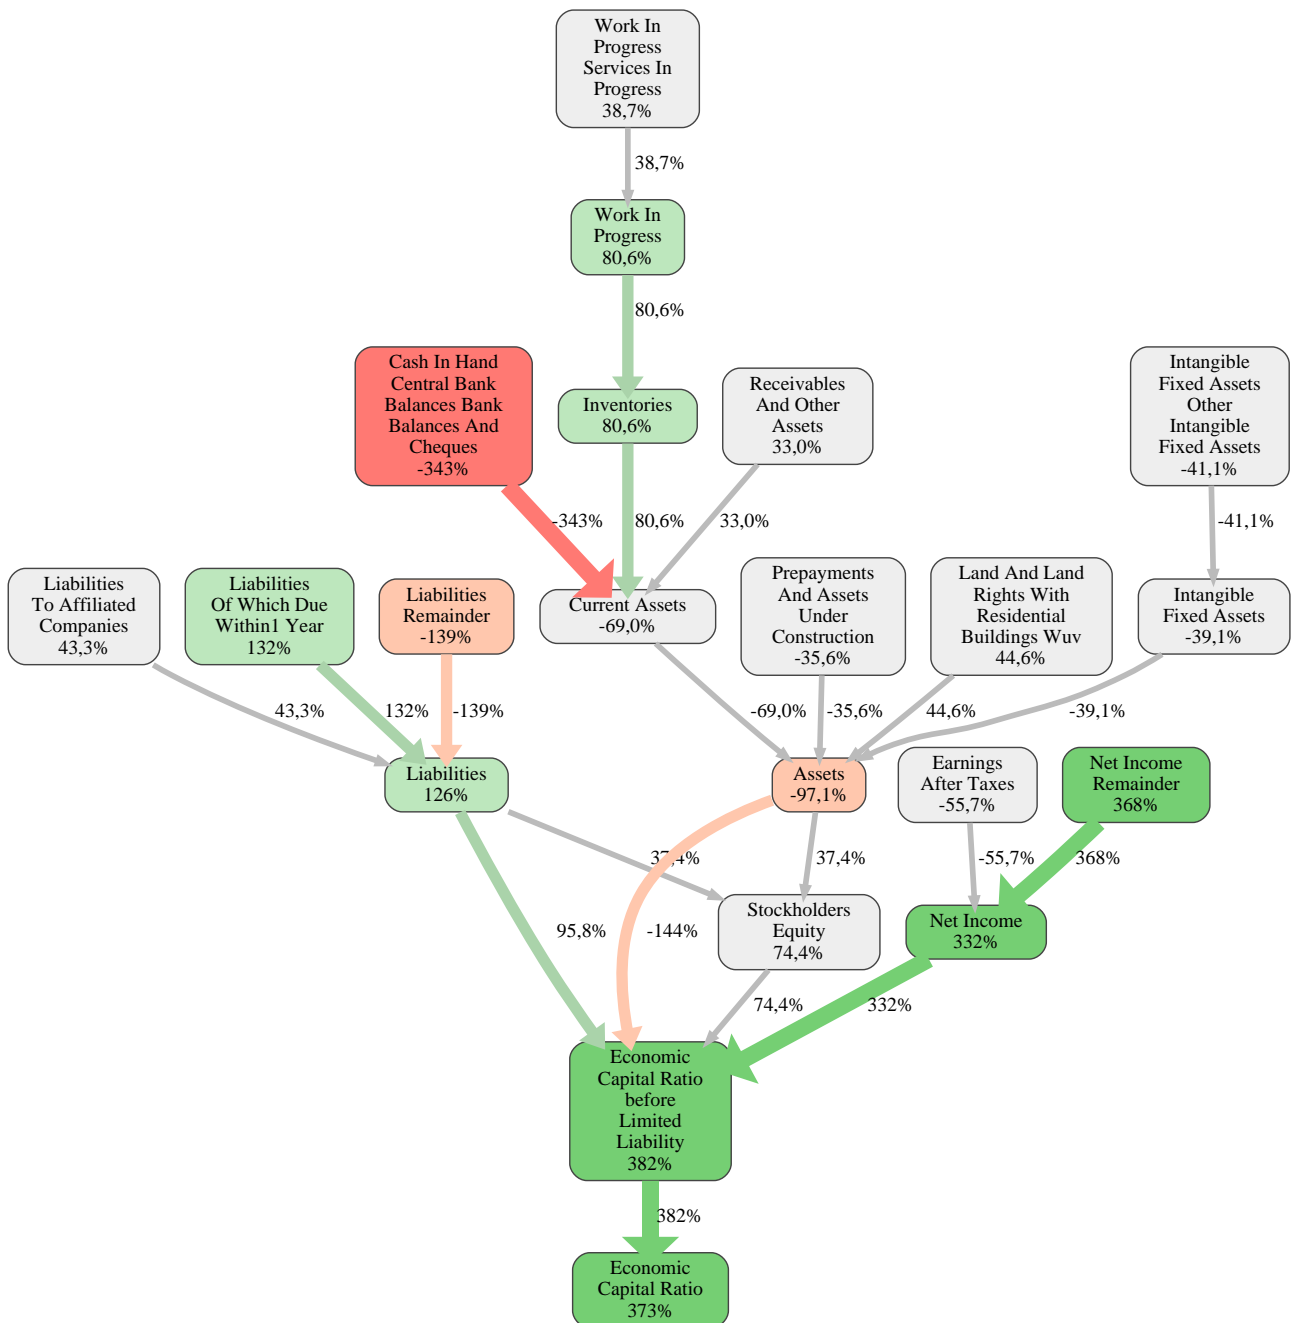 Work In
Progress
Services In
Progress
38,7%
38,7%
Work In
Progress
80,6%
80,6%
Cash In Hand
Central Bank
Balances Bank
Balances And
Cheques
-343%
Inventories
80,6%
Receivables
And Other
Assets
33,0%
Intangible
Fixed Assets
Other
Intangible
Fixed Assets
-41,1%
-343%
80,6%
33,0%
-41,1%
Liabilities
To Affiliated
Companies
43,3%
Liabilities
Of Which Due
Within1 Year
132%
Liabilities
Remainder
-139%
Current Assets
-69,0%
Prepayments
And Assets
Under
Construction
-35,6%
Land And Land
Rights With
Residential
Buildings Wuv
44,6%
Intangible
Fixed Assets
-39,1%
43,3%
132%
-139%
-69,0%
-35,6%
44,6%
-39,1%
Liabilities
126%
Assets
-97,1%
Earnings
After Taxes
-55,7%
Net Income
Remainder
368%
37,4%
37,4%
-55,7%
368%
95,8%
-144%
Stockholders
Equity
74,4%
Net Income
332%
74,4%
332%
Economic
Capital Ratio
before
Limited
Liability
382%
382%
Economic
Capital Ratio
373%